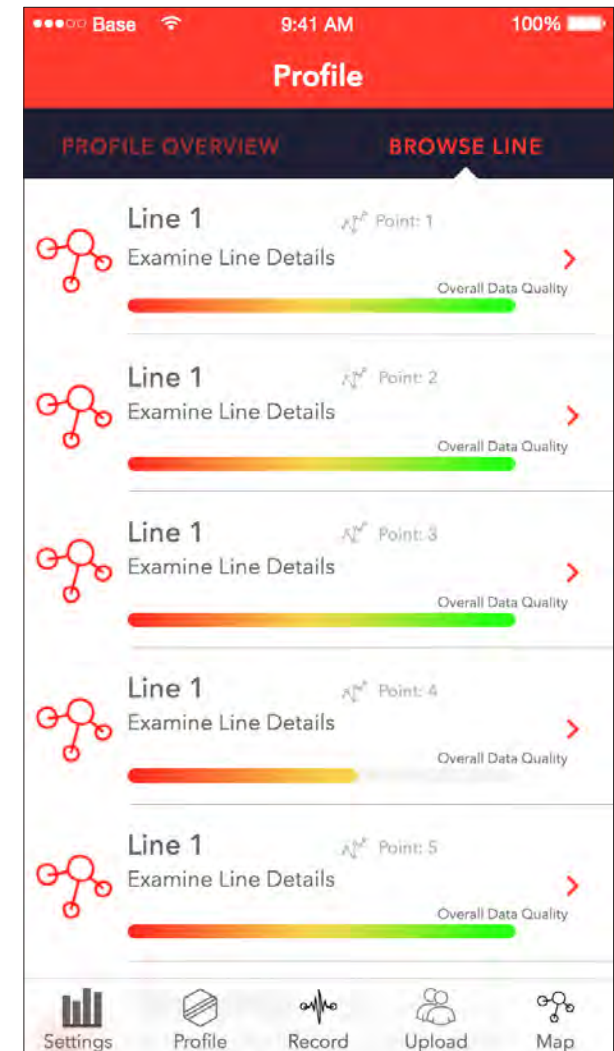 Base 9:41 AM 100%
Profile
PROFILE OVERVIEW BROWSE LINE
Line 1 Point: 1
Examine Line Details
Overall Data Quality
Line 1 Point: 2
Examine Line Details
Overall Data Quality
Line 1 Point: 3
Examine Line Details
Overall Data Quality
Line 1 Point: 4
Examine Line Details
Overall Data Quality
Line 1 Point: 5
Examine Line Details
Overall Data Quality
Settings Profile Record Upload Map